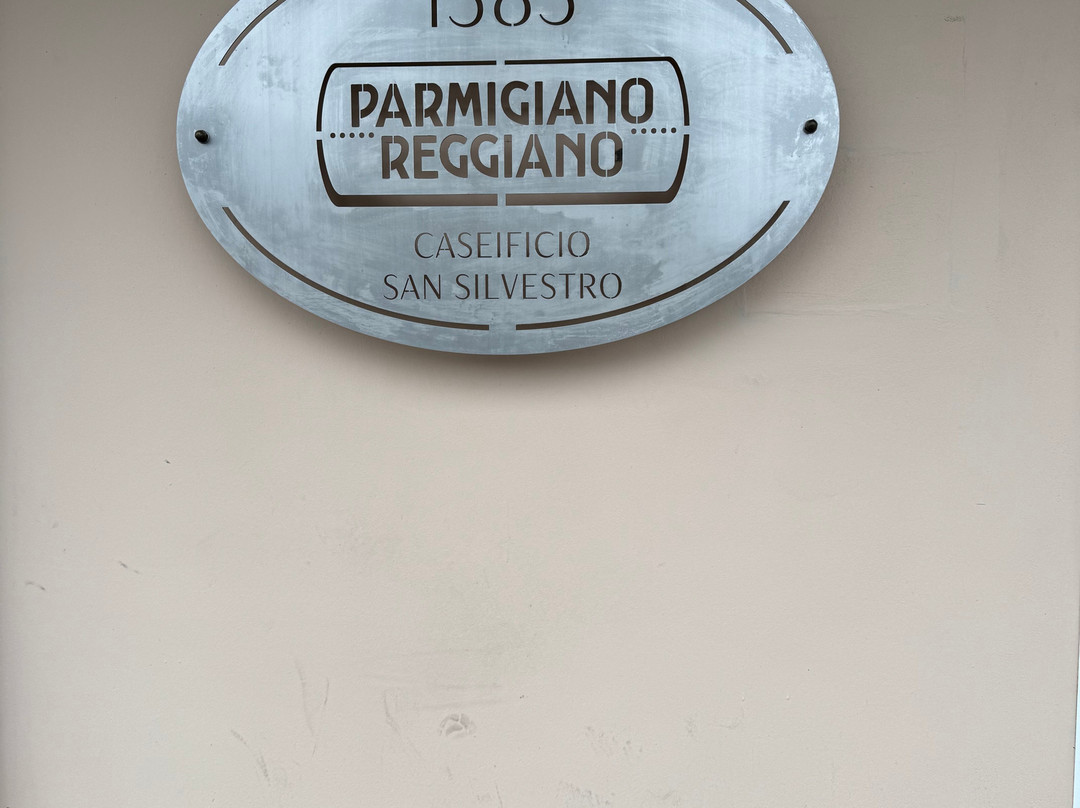 PARMIGIANO
REGGIANO
CASEIFICIO
SAN SILVESTRO